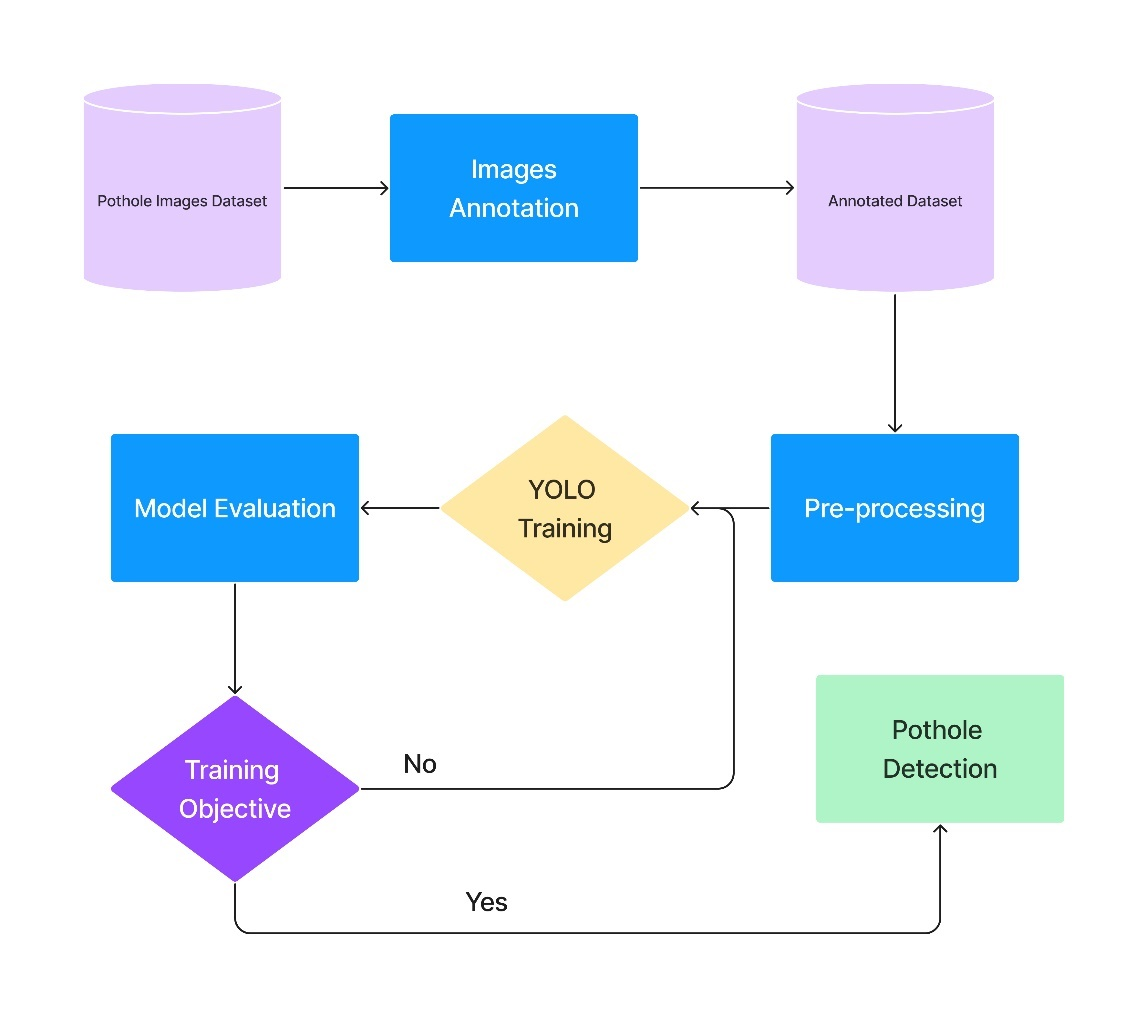 Pothole Images Dataset
Images
Annotation
Annotated Dataset
Model Evaluation
YOLO
Training
Pre-processing
Training
Objective
No
Pothole
Detection
Yes